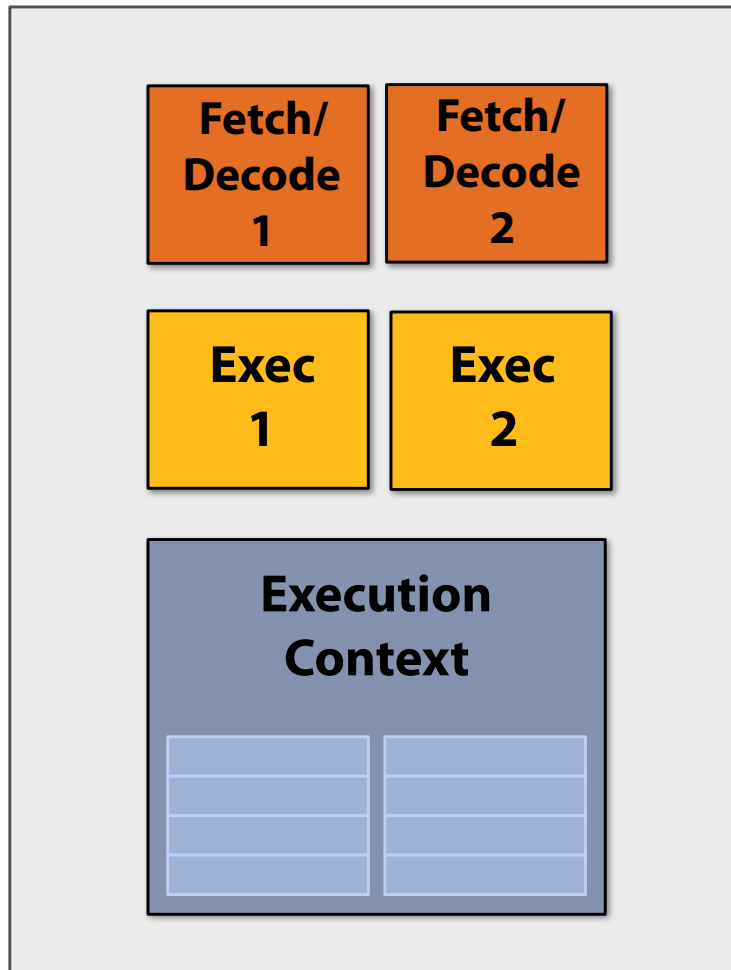 Fetch/
Decode
1
Fetch/
Decode
2
Exec
1
Exec
2
Execution
Context